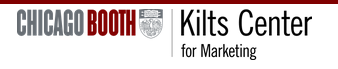 CHICAGO BOOTH Kilts Center
for Marketing